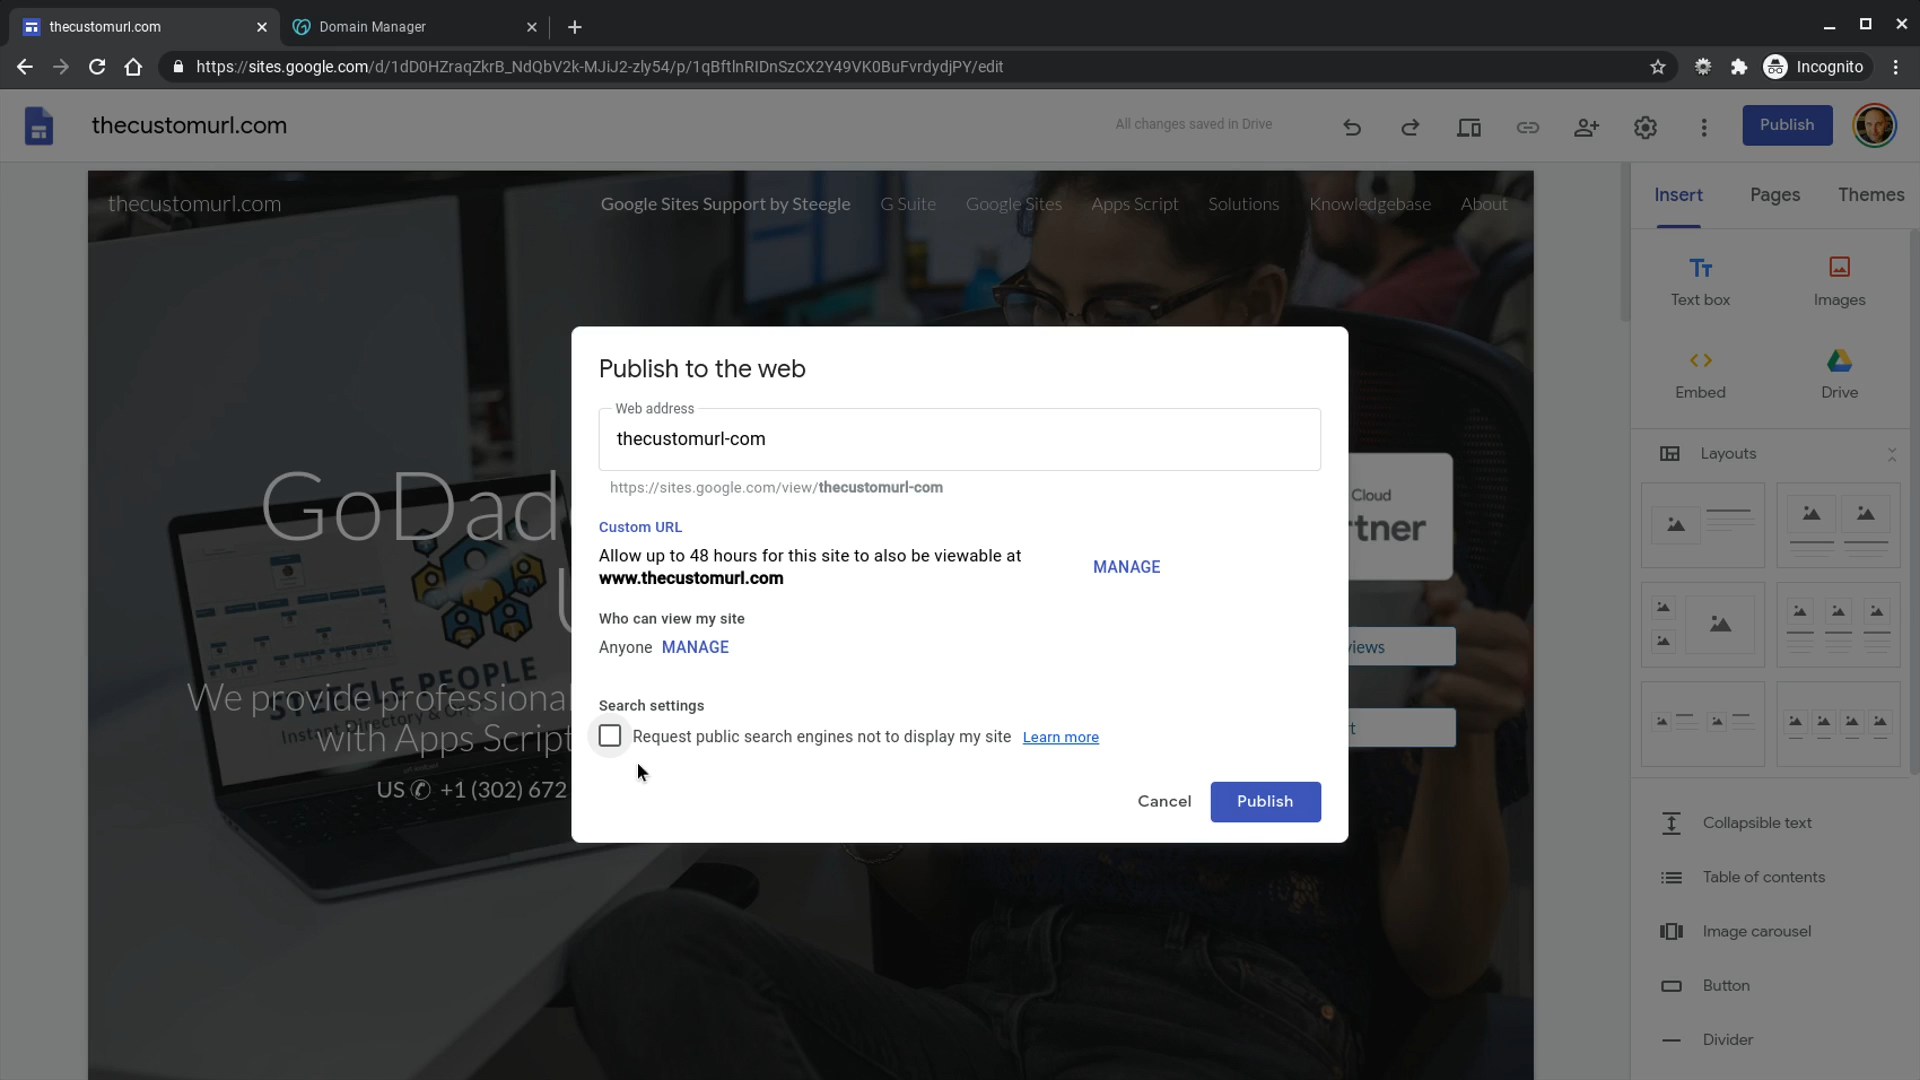 thecustomurl.com
Domain Manager
https://sites.google.com/d/1dD0HZraqZkrB_NdQbV2k-MJiJ2-zly54/p/1qBftlnRIDnSzCX2Y49VK0BuFvrdydjPY/edit
Incognito
thecustomurl.com
All changes saved in Drive
Publish
thecustomurl.com
Google Sites Support by Steegle
G Suite
Google Sites
Apps Script
Solutions
Knowledgebase
About
Insert
Pages
Themes
Text box
Images
Embed
Drive
Layouts
Publish to the web
Web address
thecustomurl-com
https://sites.google.com/view/thecustomurl-com
Custom URL
Allow up to 48 hours for this site to also be viewable at
www.thecustomurl.com
MANAGE
Who can view my site
Anyone MANAGE
Search settings
Request public search engines not to display my site Learn more
Cancel
Publish
GoDad
U
Cloud
rtner
views
t
STEEGLE PEOPLE
Instant Directory & O
We provide professional
with Apps Script
US ✆ +1 (302) 672
Collapsible text
Table of contents
Image carousel
Button
Divider